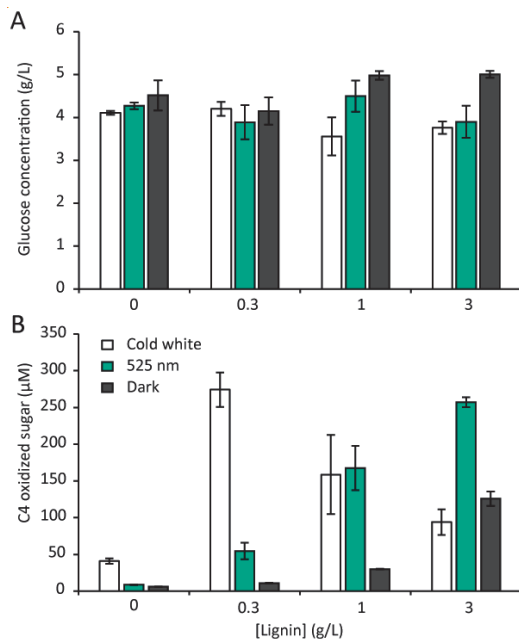 A
Glucose concentration (g/L)
6
5
4
3
2
1
0
0 0.3 1 3
B
C4 oxidized sugar (µM)
350
300
250
200
150
100
50
0
Cold white
525 nm
Dark
0 0.3 1 3
[Lignin] (g/L)